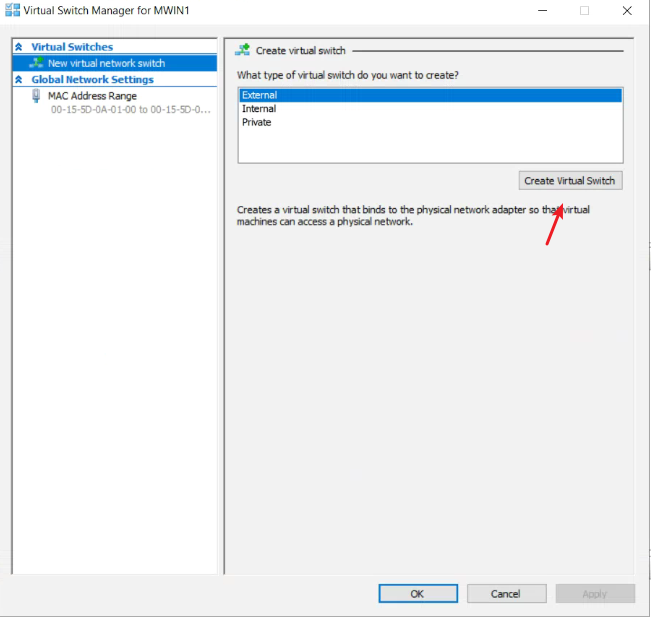 Virtual Switch Manager for MWIN1
Virtual Switches
New virtual network switch
Global Network Settings
MAC Address Range
00-15-5D-0A-01-00 to 00-15-5D-0...
Create virtual switch
What type of virtual switch do you want to create?
External
Internal
Private
Create Virtual Switch
Creates a virtual switch that binds to the physical network adapter so that virtual
machines can access a physical network.
OK
Cancel
Apply